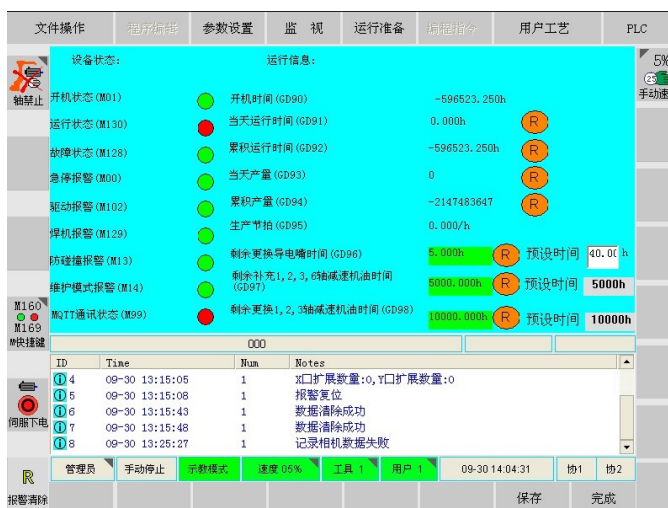 文件操作 程序编辑 参数设置 监 视 运行准备 编程指令 用户工艺 PLC
设备状态: 运行信息:
5%
轴禁止
手动速
开机状态(M01) 开机时间(GD90) -596523.250h
运行状态(M130) 当天运行时间(GD91) 0.000h R
故障状态(M128) 累积运行时间(GD92) -596523.250h R
急停报警(M00) 当天产量(GD93) 0 R
驱动报警(M102) 累积产量(GD94) -2147483647 R
焊机报警(M129) 生产节拍(GD95) 0.000/h
防碰撞报警(M13) 剩余更换导电嘴时间(GD96) 5.000h R 预设时间 40.0( h
维护模式报警(M14) 剩余补充1,2,3,6轴减速机油时间
(GD97) 5000.000h R 预设时间 5000h
MQTT通讯状态(M99) 剩余更换1,2,3轴减速机油时间(GD98) 10000.000h R 预设时间 10000h
M160
M169
M快捷键
000
ID Time Num Notes
4 09-30 13:15:05 1 X口扩展数量:0,Y口扩展数量:0
5 09-30 13:15:08 1 报警复位
6 09-30 13:15:43 1 数据清除成功
7 09-30 13:15:48 1 数据清除成功
8 09-30 13:25:27 1 记录相机数据失败
伺服下电
管理员 手动停止 示教模式 速度 05% 工具 1 用户 1 09-30 14:04:31 协1 协2
R
报警清除
保存 完成